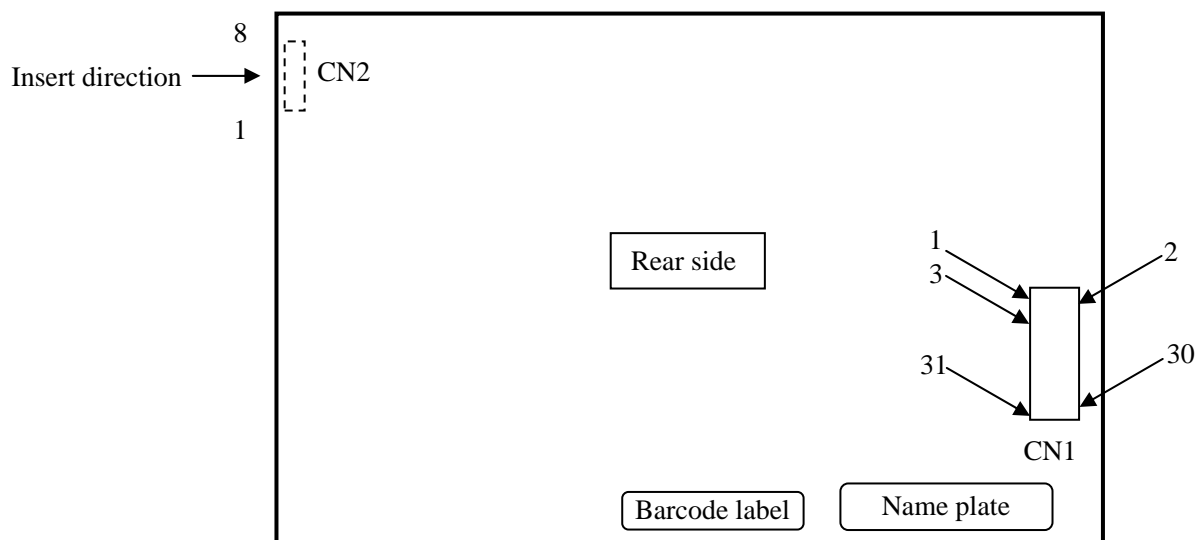 8
Insert direction
CN2
1
Rear side
1
2
3
31
30
CN1
Barcode label
Name plate